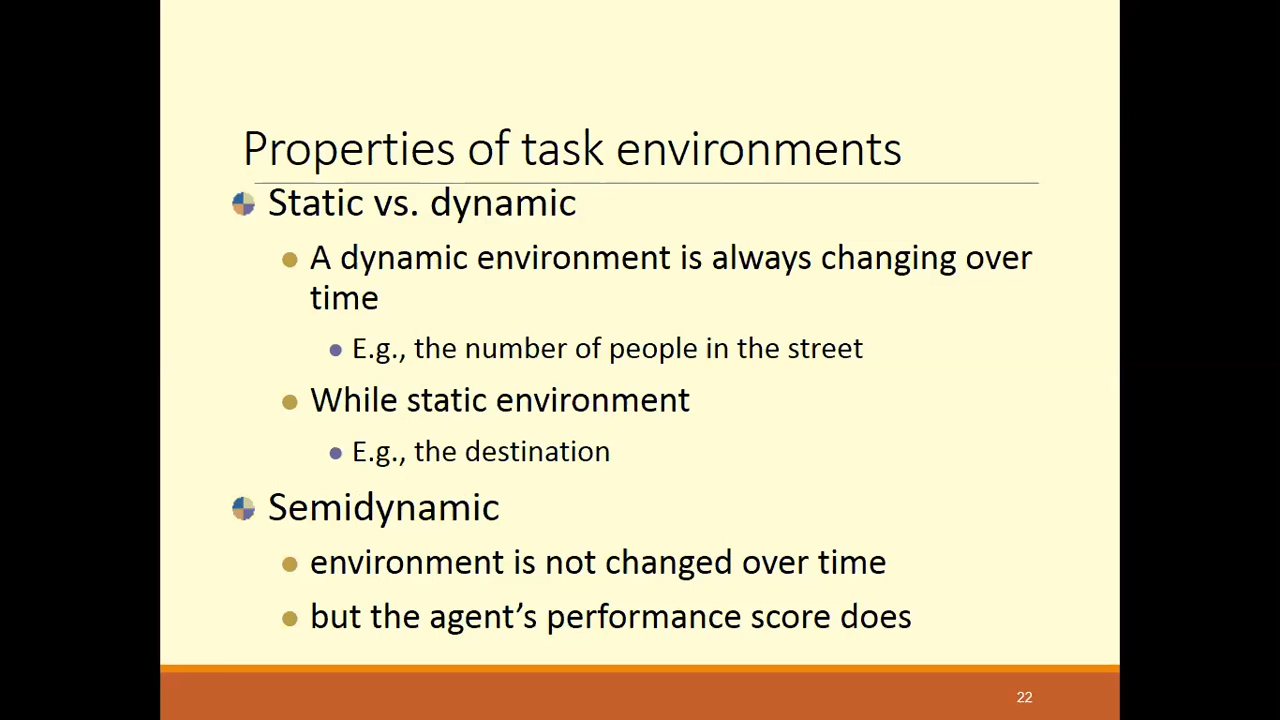 Properties of task environments
Static vs. dynamic
A dynamic environment is always changing over
time
E.g., the number of people in the street
While static environment
E.g., the destination
Semidynamic
environment is not changed over time
but the agent’s performance score does
22